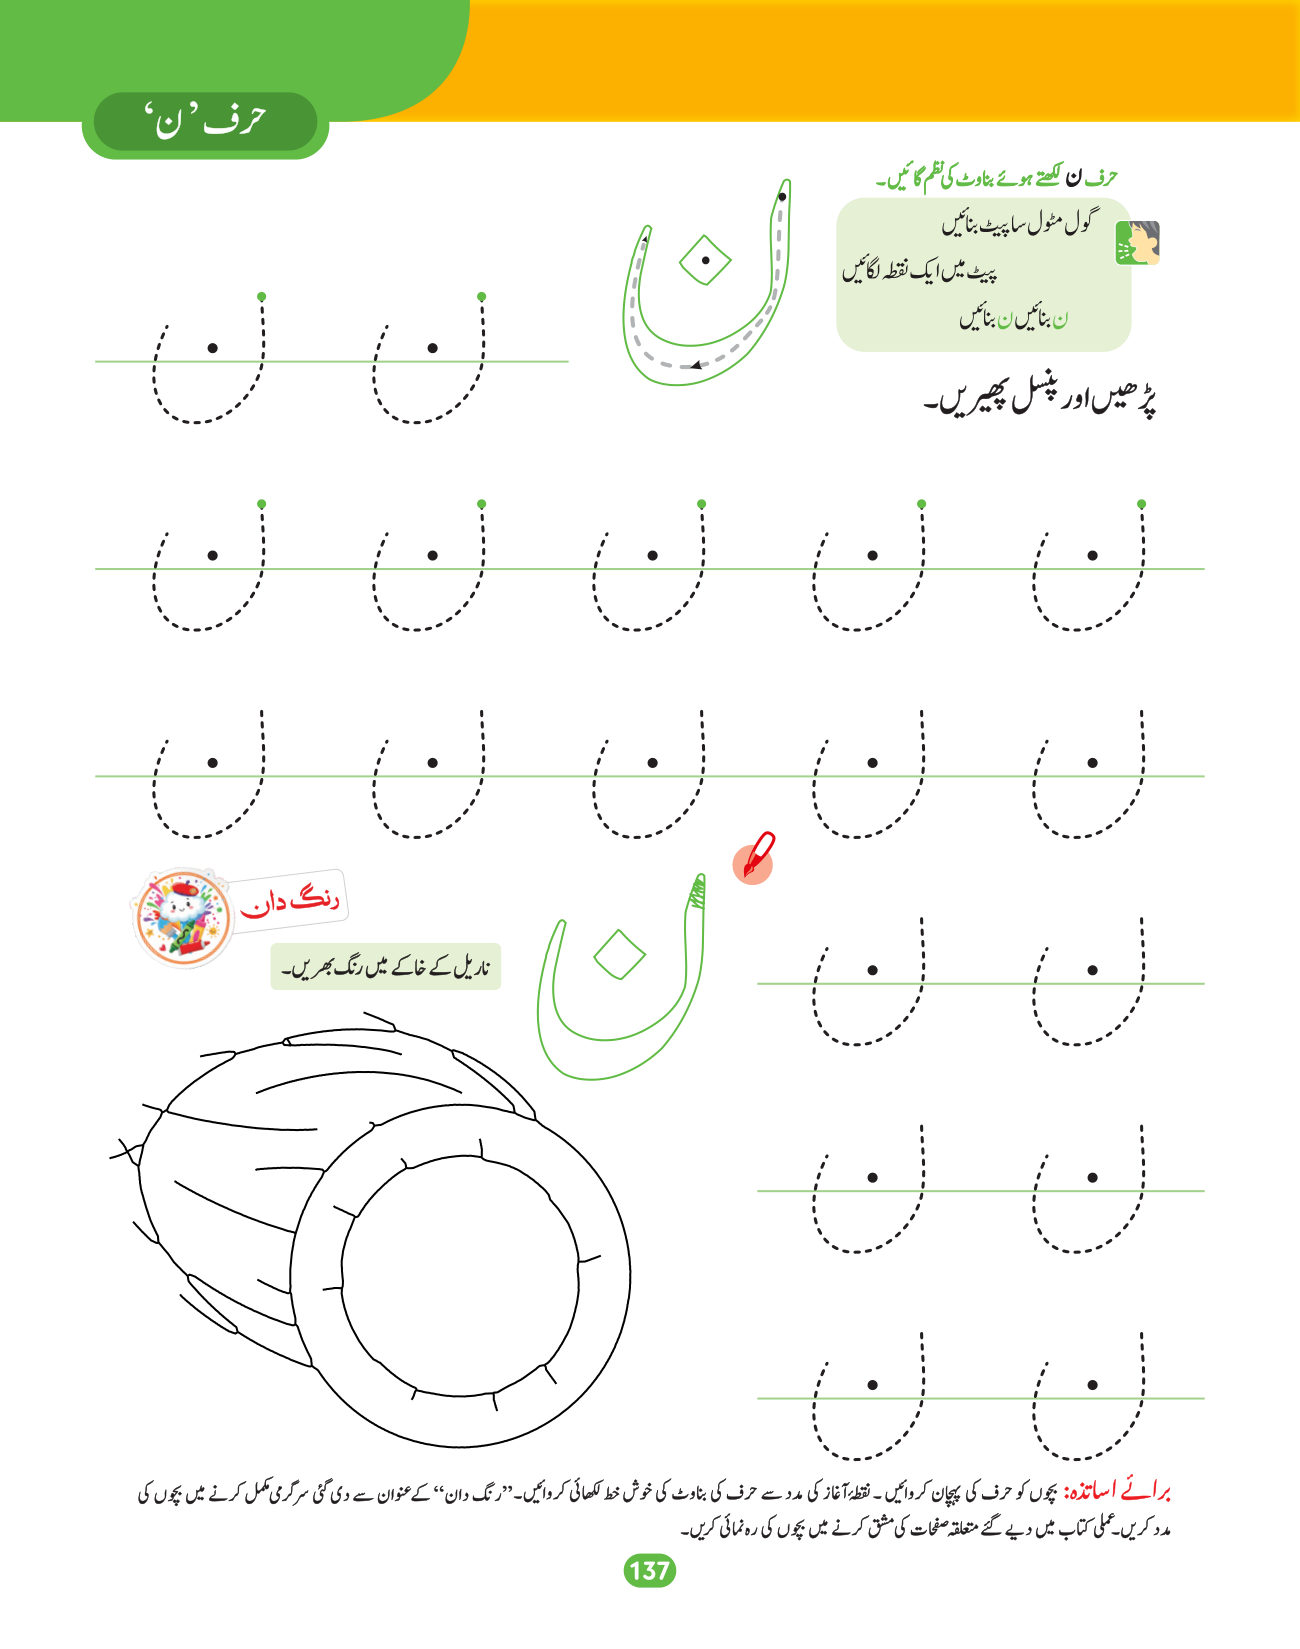 حرف ’ن‘
حرف ن لکھتے ہوئے بناوٹ کی نظم گائیں۔
گول مٹول سا پیٹ بنائیں
پیٹ میں ایک نقطہ لگائیں
ن بنائیں ن بنائیں
پڑھیں اور پنسل پھیریں۔
ن
ن ن
ن ن ن ن ن
ن ن ن ن ن
رنگ دان
ناریل کے خاکے میں رنگ بھریں۔
ن
ن ن
ن ن
ن ن
برائے اساتذہ: بچوں کو حرف کی پہچان کروائیں۔ نقطۂ آغاز کی مدد سے حرف کی بناوٹ کی خوش خط لکھائی کروائیں۔ ”رنگ دان“ کے عنوان سے دی گئی سرگرمی مکمل کرنے میں بچوں کی
مدد کریں۔ عملی کتاب میں دیے گئے متعلقہ صفحات کی مشق کرنے میں بچوں کی رہ نمائی کریں۔
137